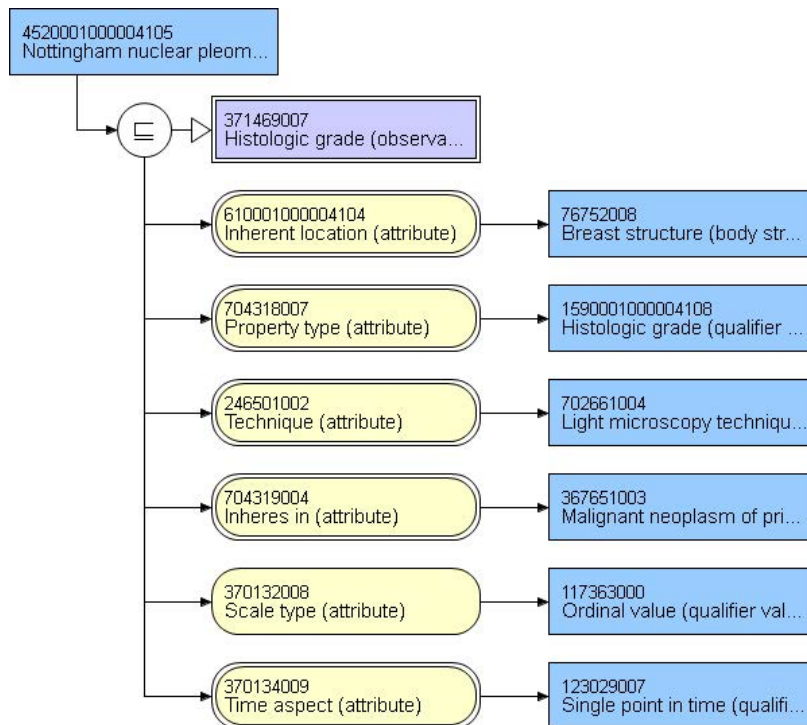 4520001000004105
Nottingham nuclear pleom...
⊑
371469007
Histologic grade (observa...
610001000004104
Inherent location (attribute)
76752008
Breast structure (body str...
704318007
Property type (attribute)
1590001000004108
Histologic grade (qualifier ...
246501002
Technique (attribute)
702661004
Light microscopy techniqu...
704319004
Inheres in (attribute)
367651003
Malignant neoplasm of pri...
370132008
Scale type (attribute)
117363000
Ordinal value (qualifier val...
370134009
Time aspect (attribute)
123029007
Single point in time (qualifi...